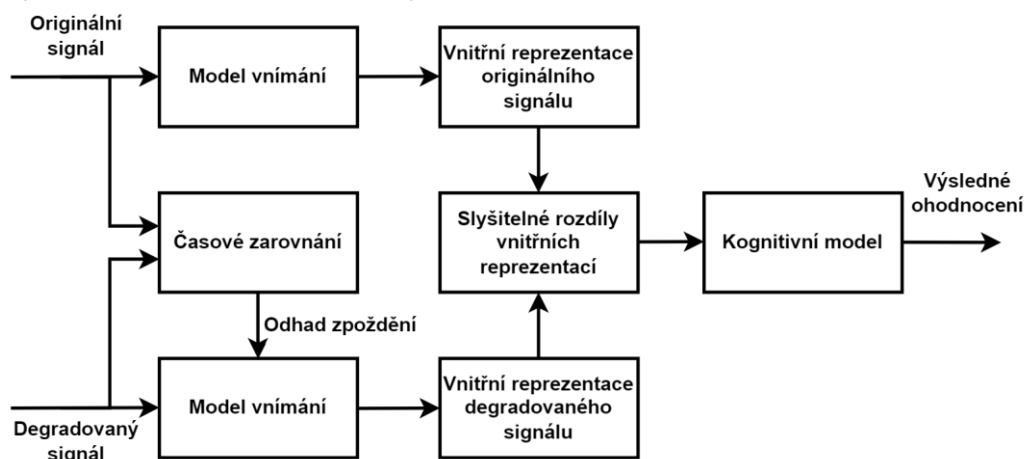 Originální
signál
Model vnímání
Vnitřní reprezentace
originálního
signálu
Časové zarovnání
Slyšitelné rozdíly
vnitřních
reprezentací
Kognitivní model
Výsledné
ohodnocení
Odhad zpoždění
Degradovaný
signál
Model vnímání
Vnitřní reprezentace
degradovaného
signálu